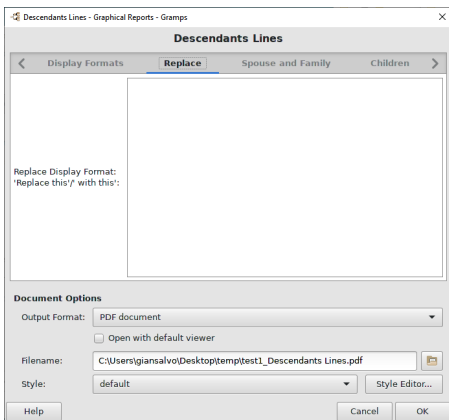 Descendants Lines - Graphical Reports - Gramps
Descendants Lines
Display Formats Replace Spouse and Family Children
Replace Display Format:
'Replace this'/' with this':
Document Options
Output Format: PDF document
Open with default viewer
Filename: C:\Users\giansalvo\Desktop\temp\test1_Descendants Lines.pdf
Style: default Style Editor...
Help Cancel OK